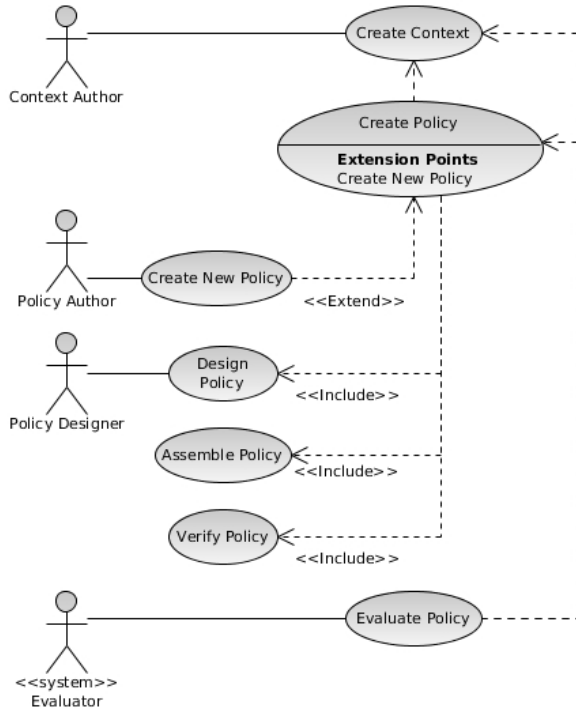 Create Context
Context Author
Create Policy
Extension Points
Create New Policy
Create New Policy
Policy Author
<<Extend>>
Design
Policy
<<Include>>
Policy Designer
Assemble Policy
<<Include>>
Verify Policy
<<Include>>
Evaluate Policy
<<system>>
Evaluator